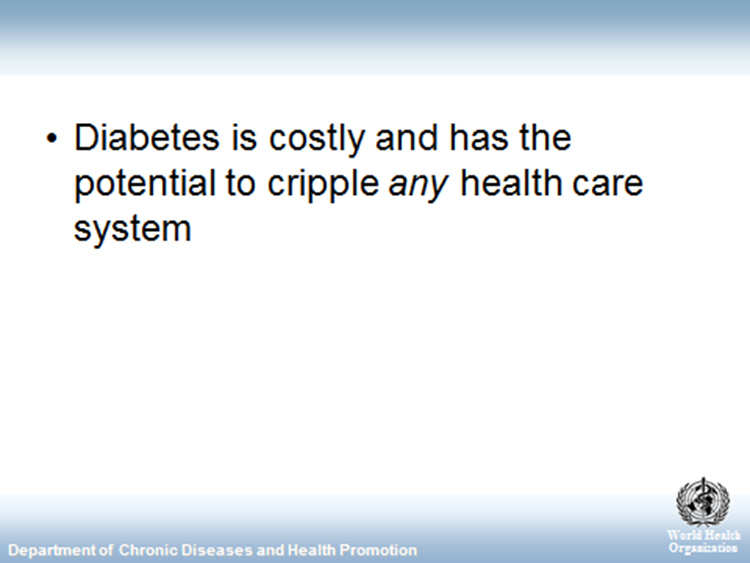 • Diabetes is costly and has the
potential to cripple any health care
system
World Health
Organization
Department of Chronic Diseases and Health Promotion